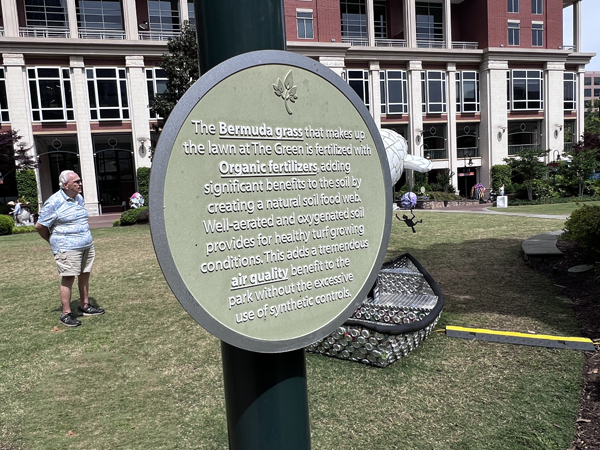 The Bermuda grass that makes up
the lawn at The Green is fertilized with
Organic fertilizers adding
significant benefits to the soil by
creating a natural soil food web.
Well-aerated and oxygenated soil
provides for healthy turf growing
conditions. This adds a tremendous
air quality benefit to the
park without the excessive
use of synthetic controls.